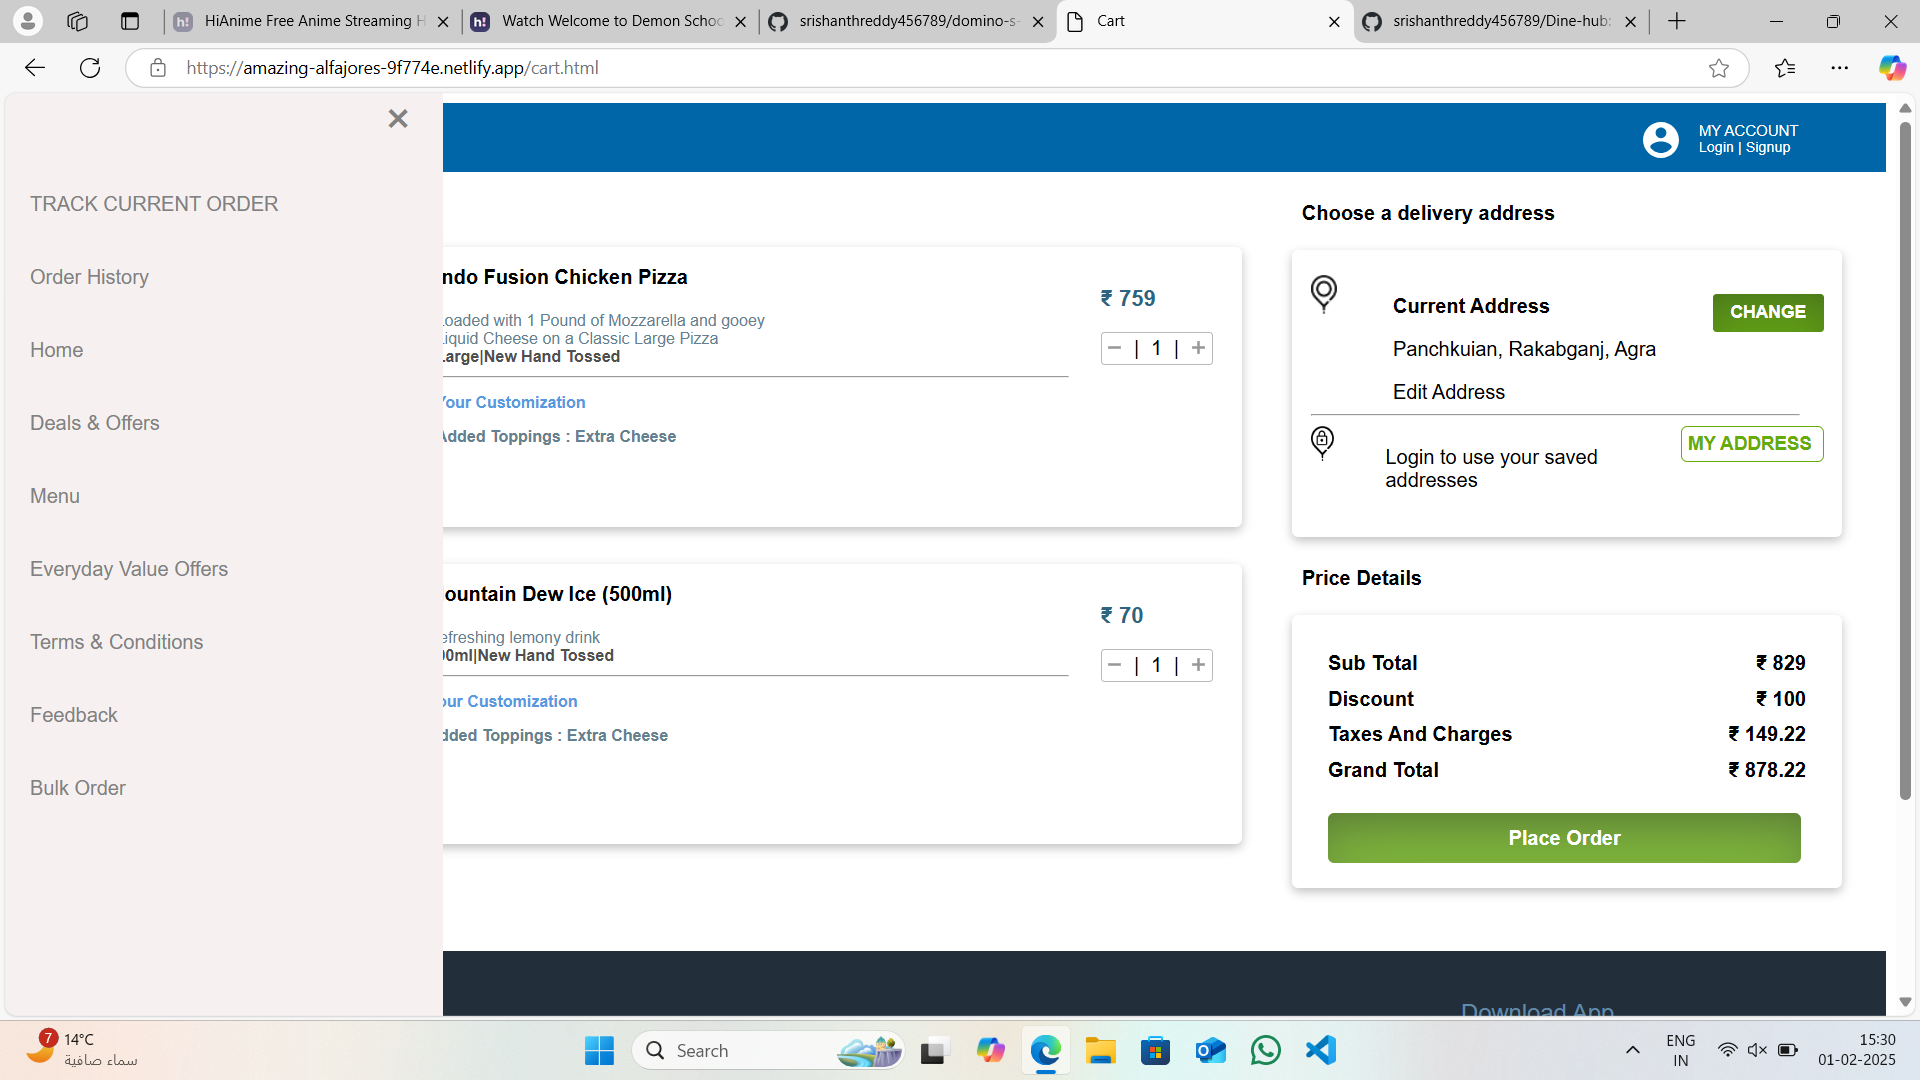 HiAnime Free Anime Streaming H
Watch Welcome to Demon Schoo
srishanthreddy456789/domino-s-
Cart
srishanthreddy456789/Dine-hub:
https://amazing-alfajores-9f774e.netlify.app/cart.html
MY ACCOUNT
Login | Signup
TRACK CURRENT ORDER
Order History
Home
Deals & Offers
Menu
Everyday Value Offers
Terms & Conditions
Feedback
Bulk Order
ndo Fusion Chicken Pizza
₹ 759
oaded with 1 Pound of Mozzarella and gooey
iquid Cheese on a Classic Large Pizza
arge|New Hand Tossed
− | 1 | +
Your Customization
Added Toppings : Extra Cheese
ountain Dew Ice (500ml)
₹ 70
efreshing lemony drink
00ml|New Hand Tossed
− | 1 | +
our Customization
dded Toppings : Extra Cheese
Choose a delivery address
Current Address
CHANGE
Panchkuian, Rakabganj, Agra
Edit Address
MY ADDRESS
Login to use your saved
addresses
Price Details
Sub Total ₹ 829
Discount ₹ 100
Taxes And Charges ₹ 149.22
Grand Total ₹ 878.22
Place Order
Download App
7
14°C
سماء صافية
Search
ENG
IN
15:30
01-02-2025